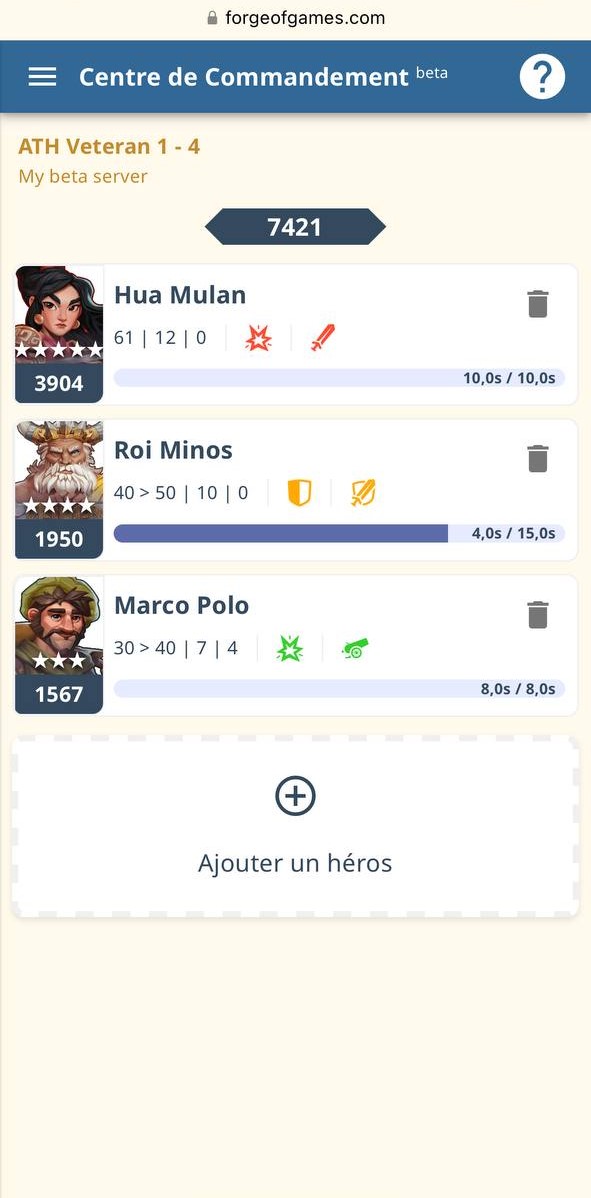 forgeofgames.com
Centre de Commandement beta
?
ATH Veteran 1 - 4
My beta server
7421
Hua Mulan
61 | 12 | 0
3904
10,0s / 10,0s
Roi Minos
40 > 50 | 10 | 0
1950
4,0s / 15,0s
Marco Polo
30 > 40 | 7 | 4
1567
8,0s / 8,0s
Ajouter un héros